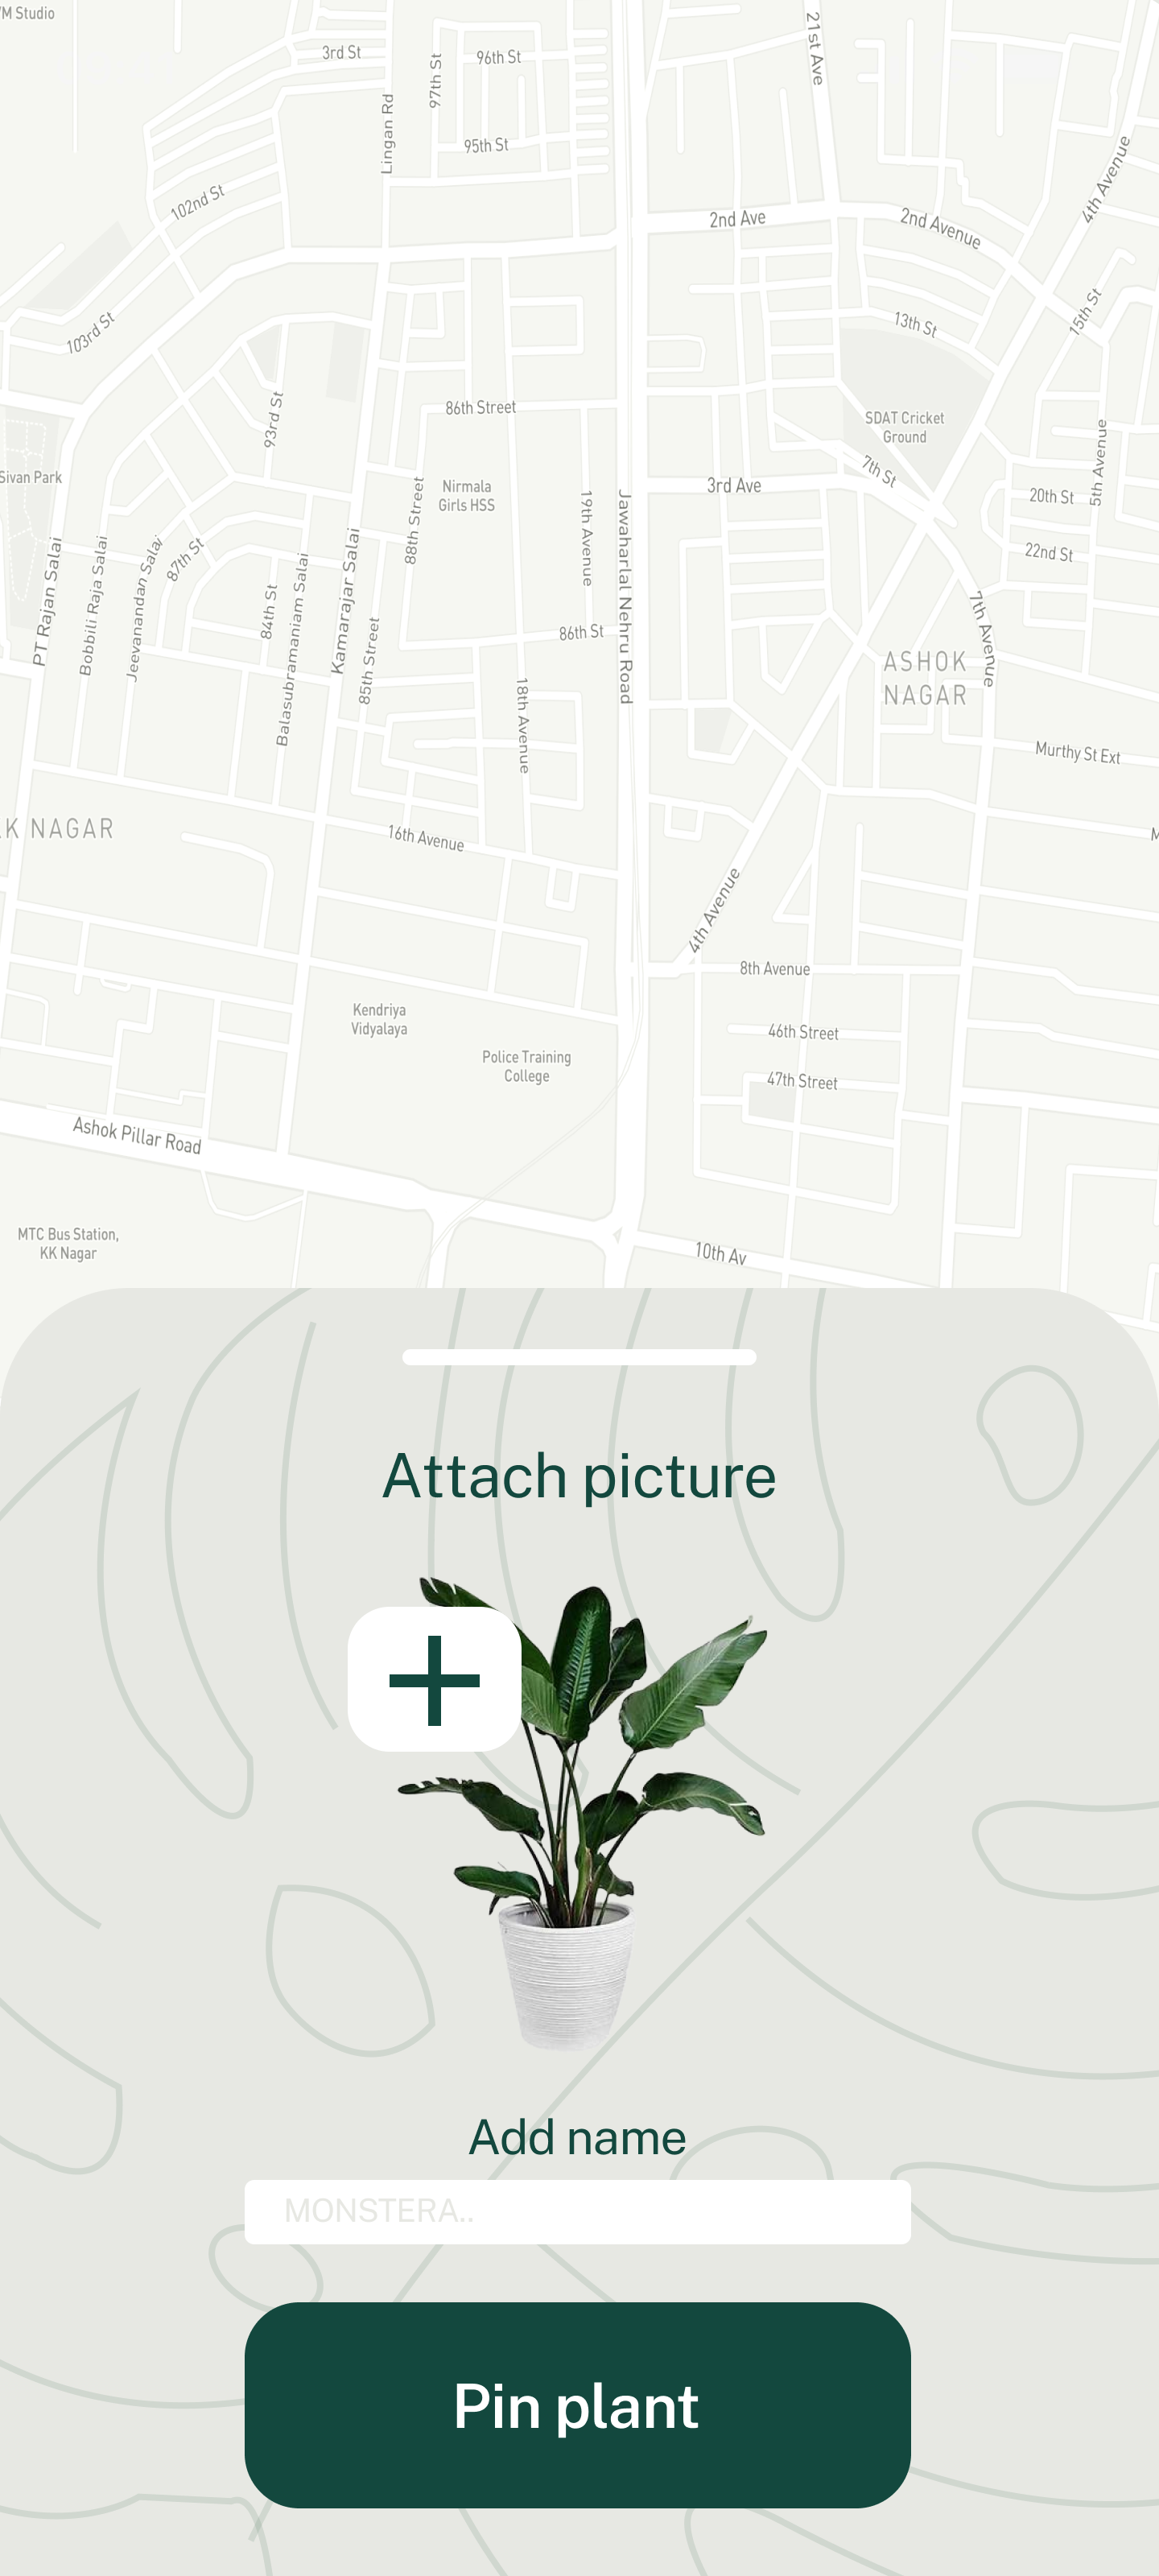 VM Studio
3rd St
97th St
96th St
21st Ave
Lingan Rd
95th St
4th Avenue
102nd St
2nd Ave
2nd Avenue
103rd St
13th St
15th St
93rd St
86th Street
SDAT Cricket
Ground
Sivan Park
7th St
5th Avenue
Nirmala
Girls HSS
88th Street
19th Avenue
Jawaharlal Nehru Road
3rd Ave
20th St
22nd St
PT Rajan Salai
Bobbili Raja Salai
Jeevanandan Salai
87th St
84th St
Balasubramaniam Salai
Kamarajar Salai
85th Street
86th St
7th Avenue
ASHOK
NAGAR
18th Avenue
Murthy St Ext
K NAGAR
16th Avenue
M
4th Avenue
8th Avenue
Kendriya
Vidyalaya
46th Street
Police Training
College
47th Street
Ashok Pillar Road
MTC Bus Station,
KK Nagar
10th Av
Attach picture
Add name
MONSTERA..
Pin plant